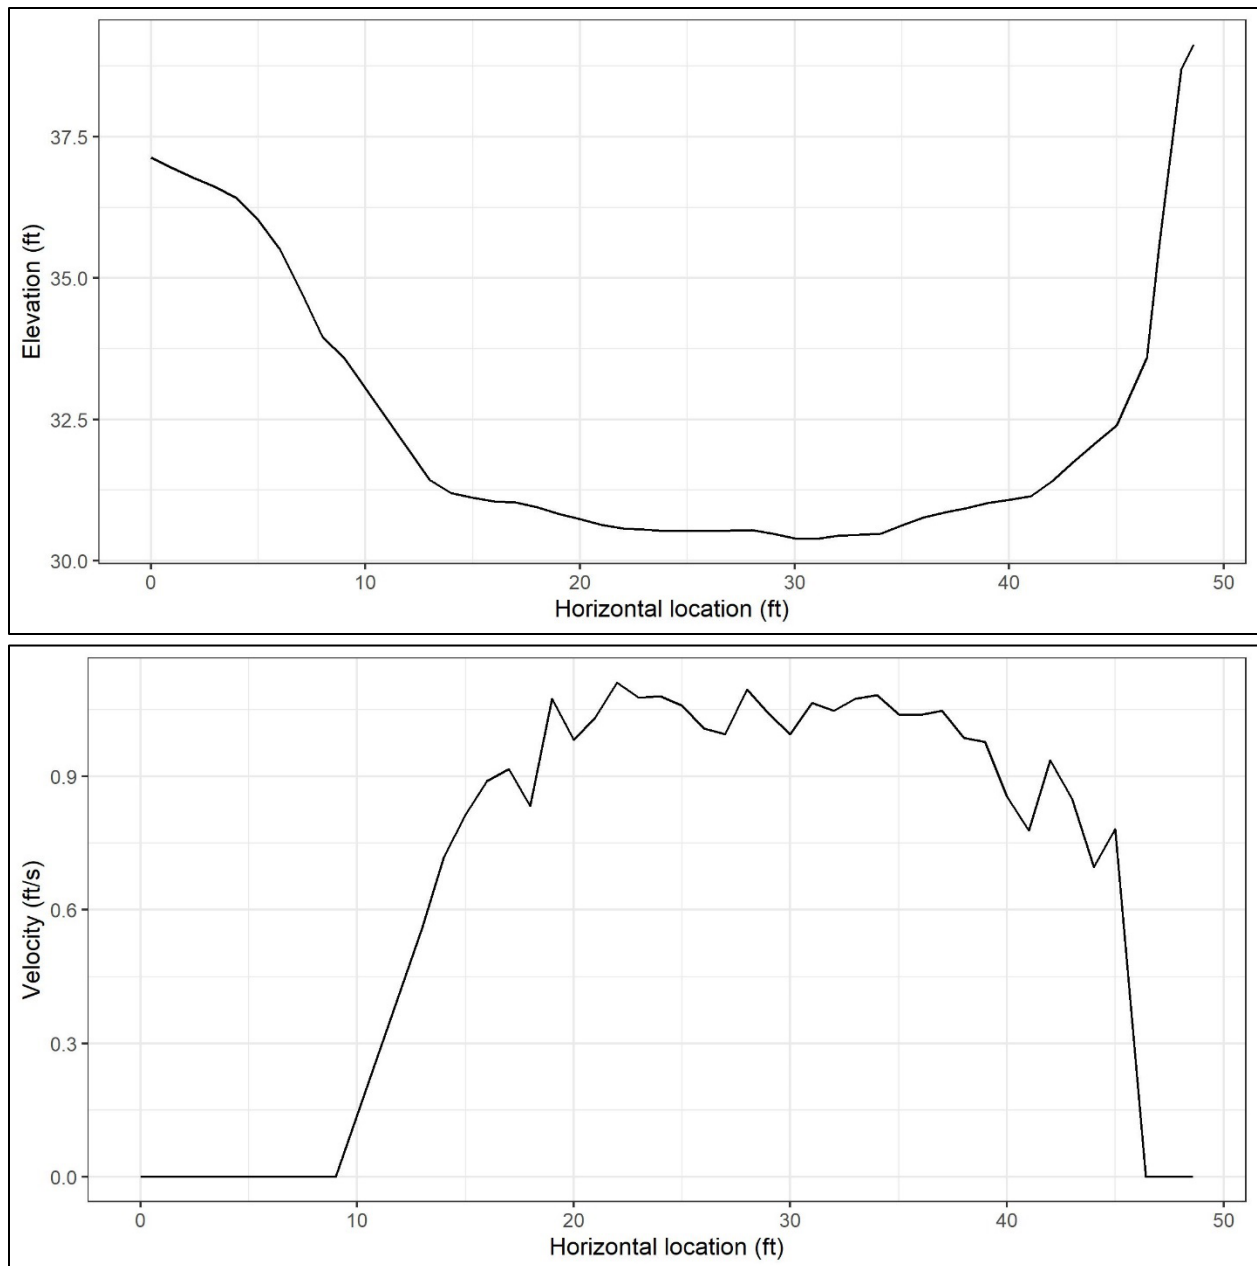 Elevation (ft)
37.5
35.0
32.5
30.0
0 10 20 30 40 50
Horizontal location (ft)
Velocity (ft/s)
0.9
0.6
0.3
0.0
0 10 20 30 40 50
Horizontal location (ft)